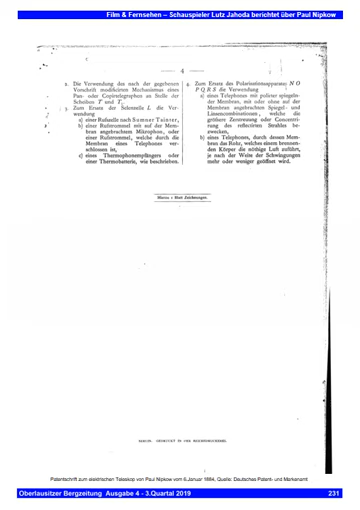 Film & Fernsehen – Schauspieler Lutz Jahoda berichtet über Paul Nipkow
— 4 —
2. Die Verwendung des nach der gegebenen
Vorschrift modificirten Mechanismus eines
Pan- oder Copirtelegraphen an Stelle der
Scheiben T und T₁.
3. Zum Ersatz der Selenzelle L die Ver-
wendung
a) einer Rußzelle nach Sumner Tainter,
b) einer Rußtrommel mit auf der Mem-
bran angebrachtem Mikrophon, oder
einer Rußtrommel, welche durch die
Membran eines Telephones ver-
schlossen ist,
c) eines Thermophonempfängers oder
einer Thermobatterie, wie beschrieben.
4. Zum Ersatz des Polarisationsapparates N O
P Q R S die Verwendung
a) eines Telephones mit polirter spiegeln-
der Membran, mit oder ohne auf der
Membran angebrachten Spiegel- und
Linsencombinationen, welche die
größere Zerstreuung oder Concentri-
rung des reflectirten Strahles be-
zwecken,
b) eines Telephones, durch dessen Mem-
bran das Rohr, welches einem brennen-
den Körper die nöthige Luft zuführt,
je nach der Weite der Schwingungen
mehr oder weniger geöffnet wird.
Hierzu 1 Blatt Zeichnungen.
BERLIN. GEDRUCKT IN DER REICHSDRUCKEREI.
Patentschrift zum elektrischen Teleskop von Paul Nipkow vom 6.Januar 1884, Quelle: Deutsches Patent- und Markenamt
Oberlausitzer Bergzeitung Ausgabe 4 - 3.Quartal 2019
231